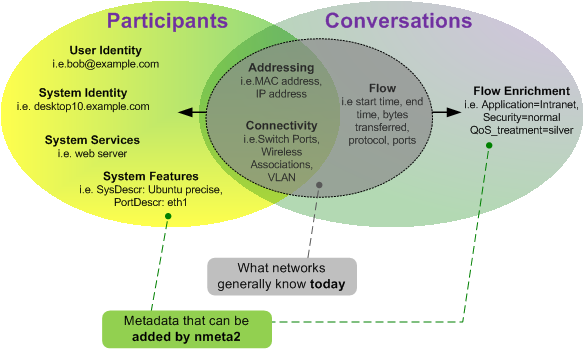 Participants
Conversations
User Identity
i.e.bob@example.com
System Identity
i.e. desktop10.example.com
System Services
i.e. web server
System Features
i.e. SysDescr: Ubuntu precise,
PortDescr: eth1
Addressing
i.e.MAC address,
IP address
Connectivity
i.e.Switch Ports,
Wireless
Associations,
VLAN
Flow
i.e start time, end
time, bytes
transferred,
protocol, ports
Flow Enrichment
i.e. Application=Intranet,
Security=normal
QoS_treatment=silver
What networks
generally know today
Metadata that can be
added by nmeta2